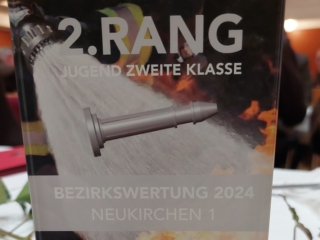 2.RANG
JUGEND ZWEITE KLASSE
BEZIRKSWERTUNG 2024
NEUKIRCHEN 1